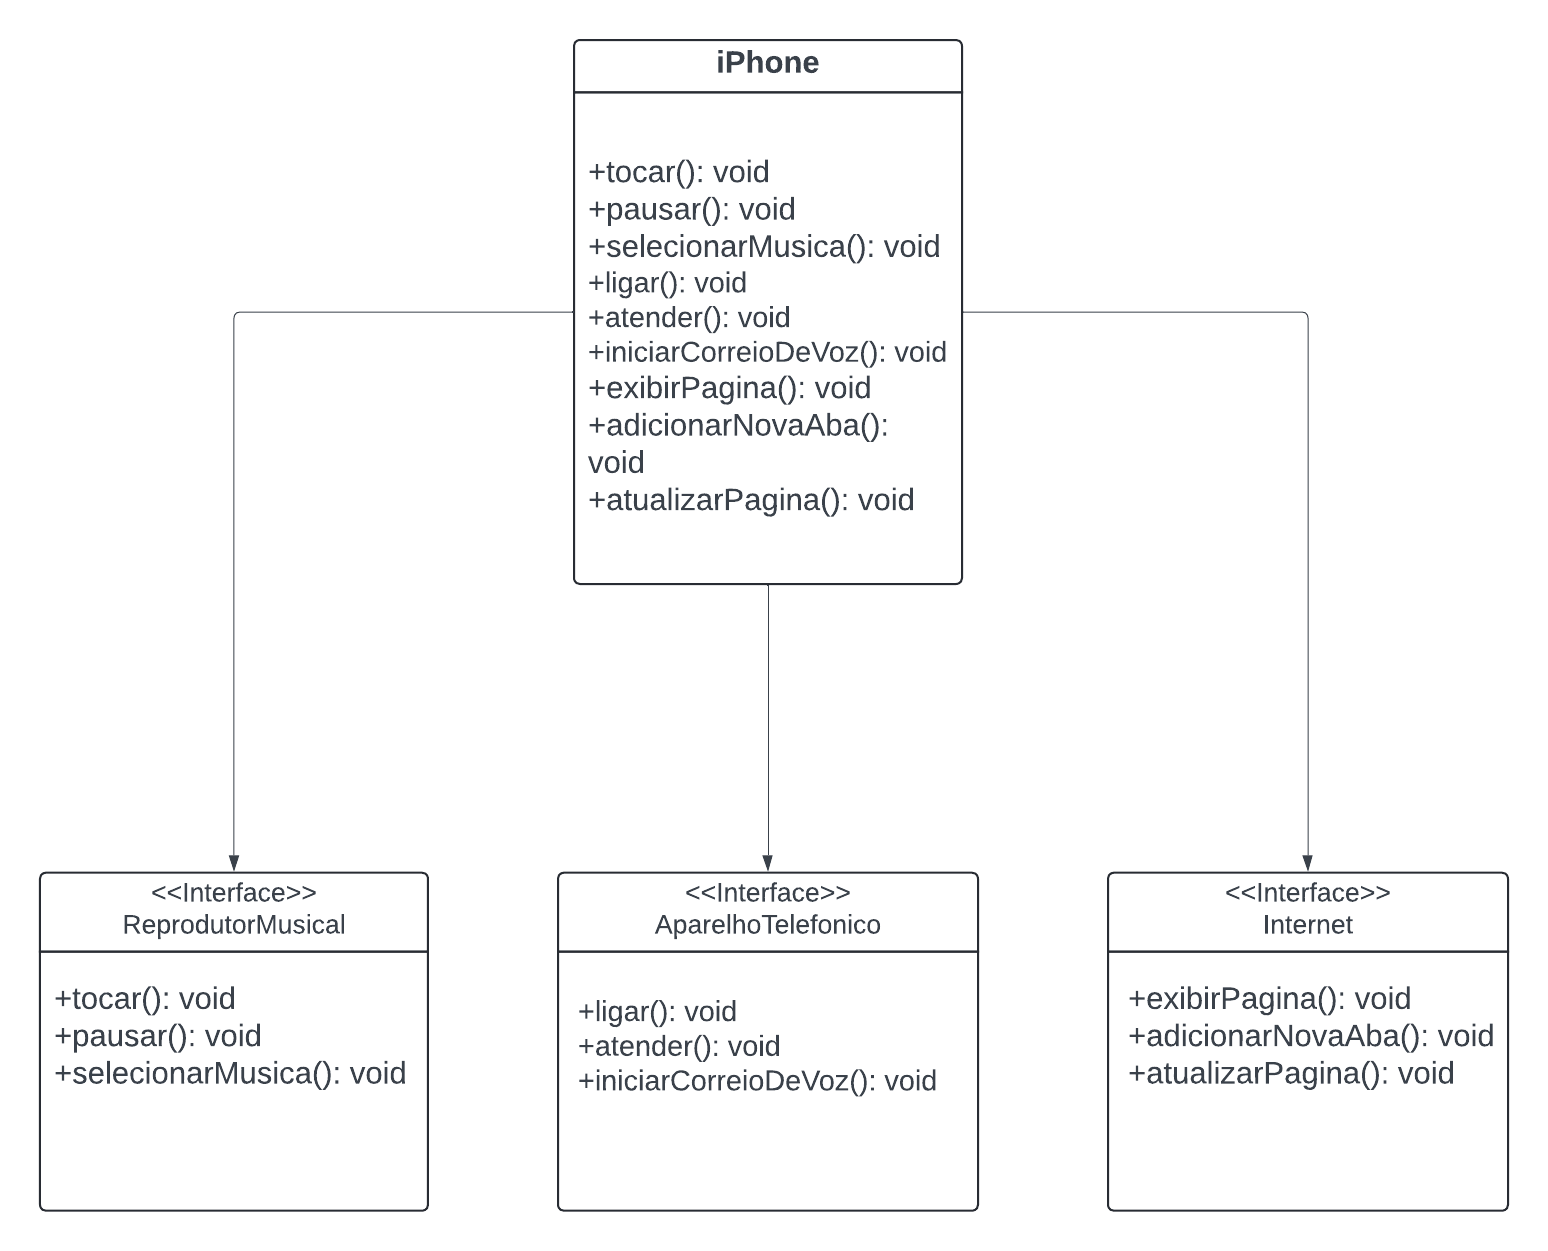 iPhone
+tocar(): void
+pausar(): void
+selecionarMusica(): void
+ligar(): void
+atender(): void
+iniciarCorreioDeVoz(): void
+exibirPagina(): void
+adicionarNovaAba():
void
+atualizarPagina(): void
<<Interface>>
ReprodutorMusical
+tocar(): void
+pausar(): void
+selecionarMusica(): void
<<Interface>>
AparelhoTelefonico
+ligar(): void
+atender(): void
+iniciarCorreioDeVoz(): void
<<Interface>>
Internet
+exibirPagina(): void
+adicionarNovaAba(): void
+atualizarPagina(): void